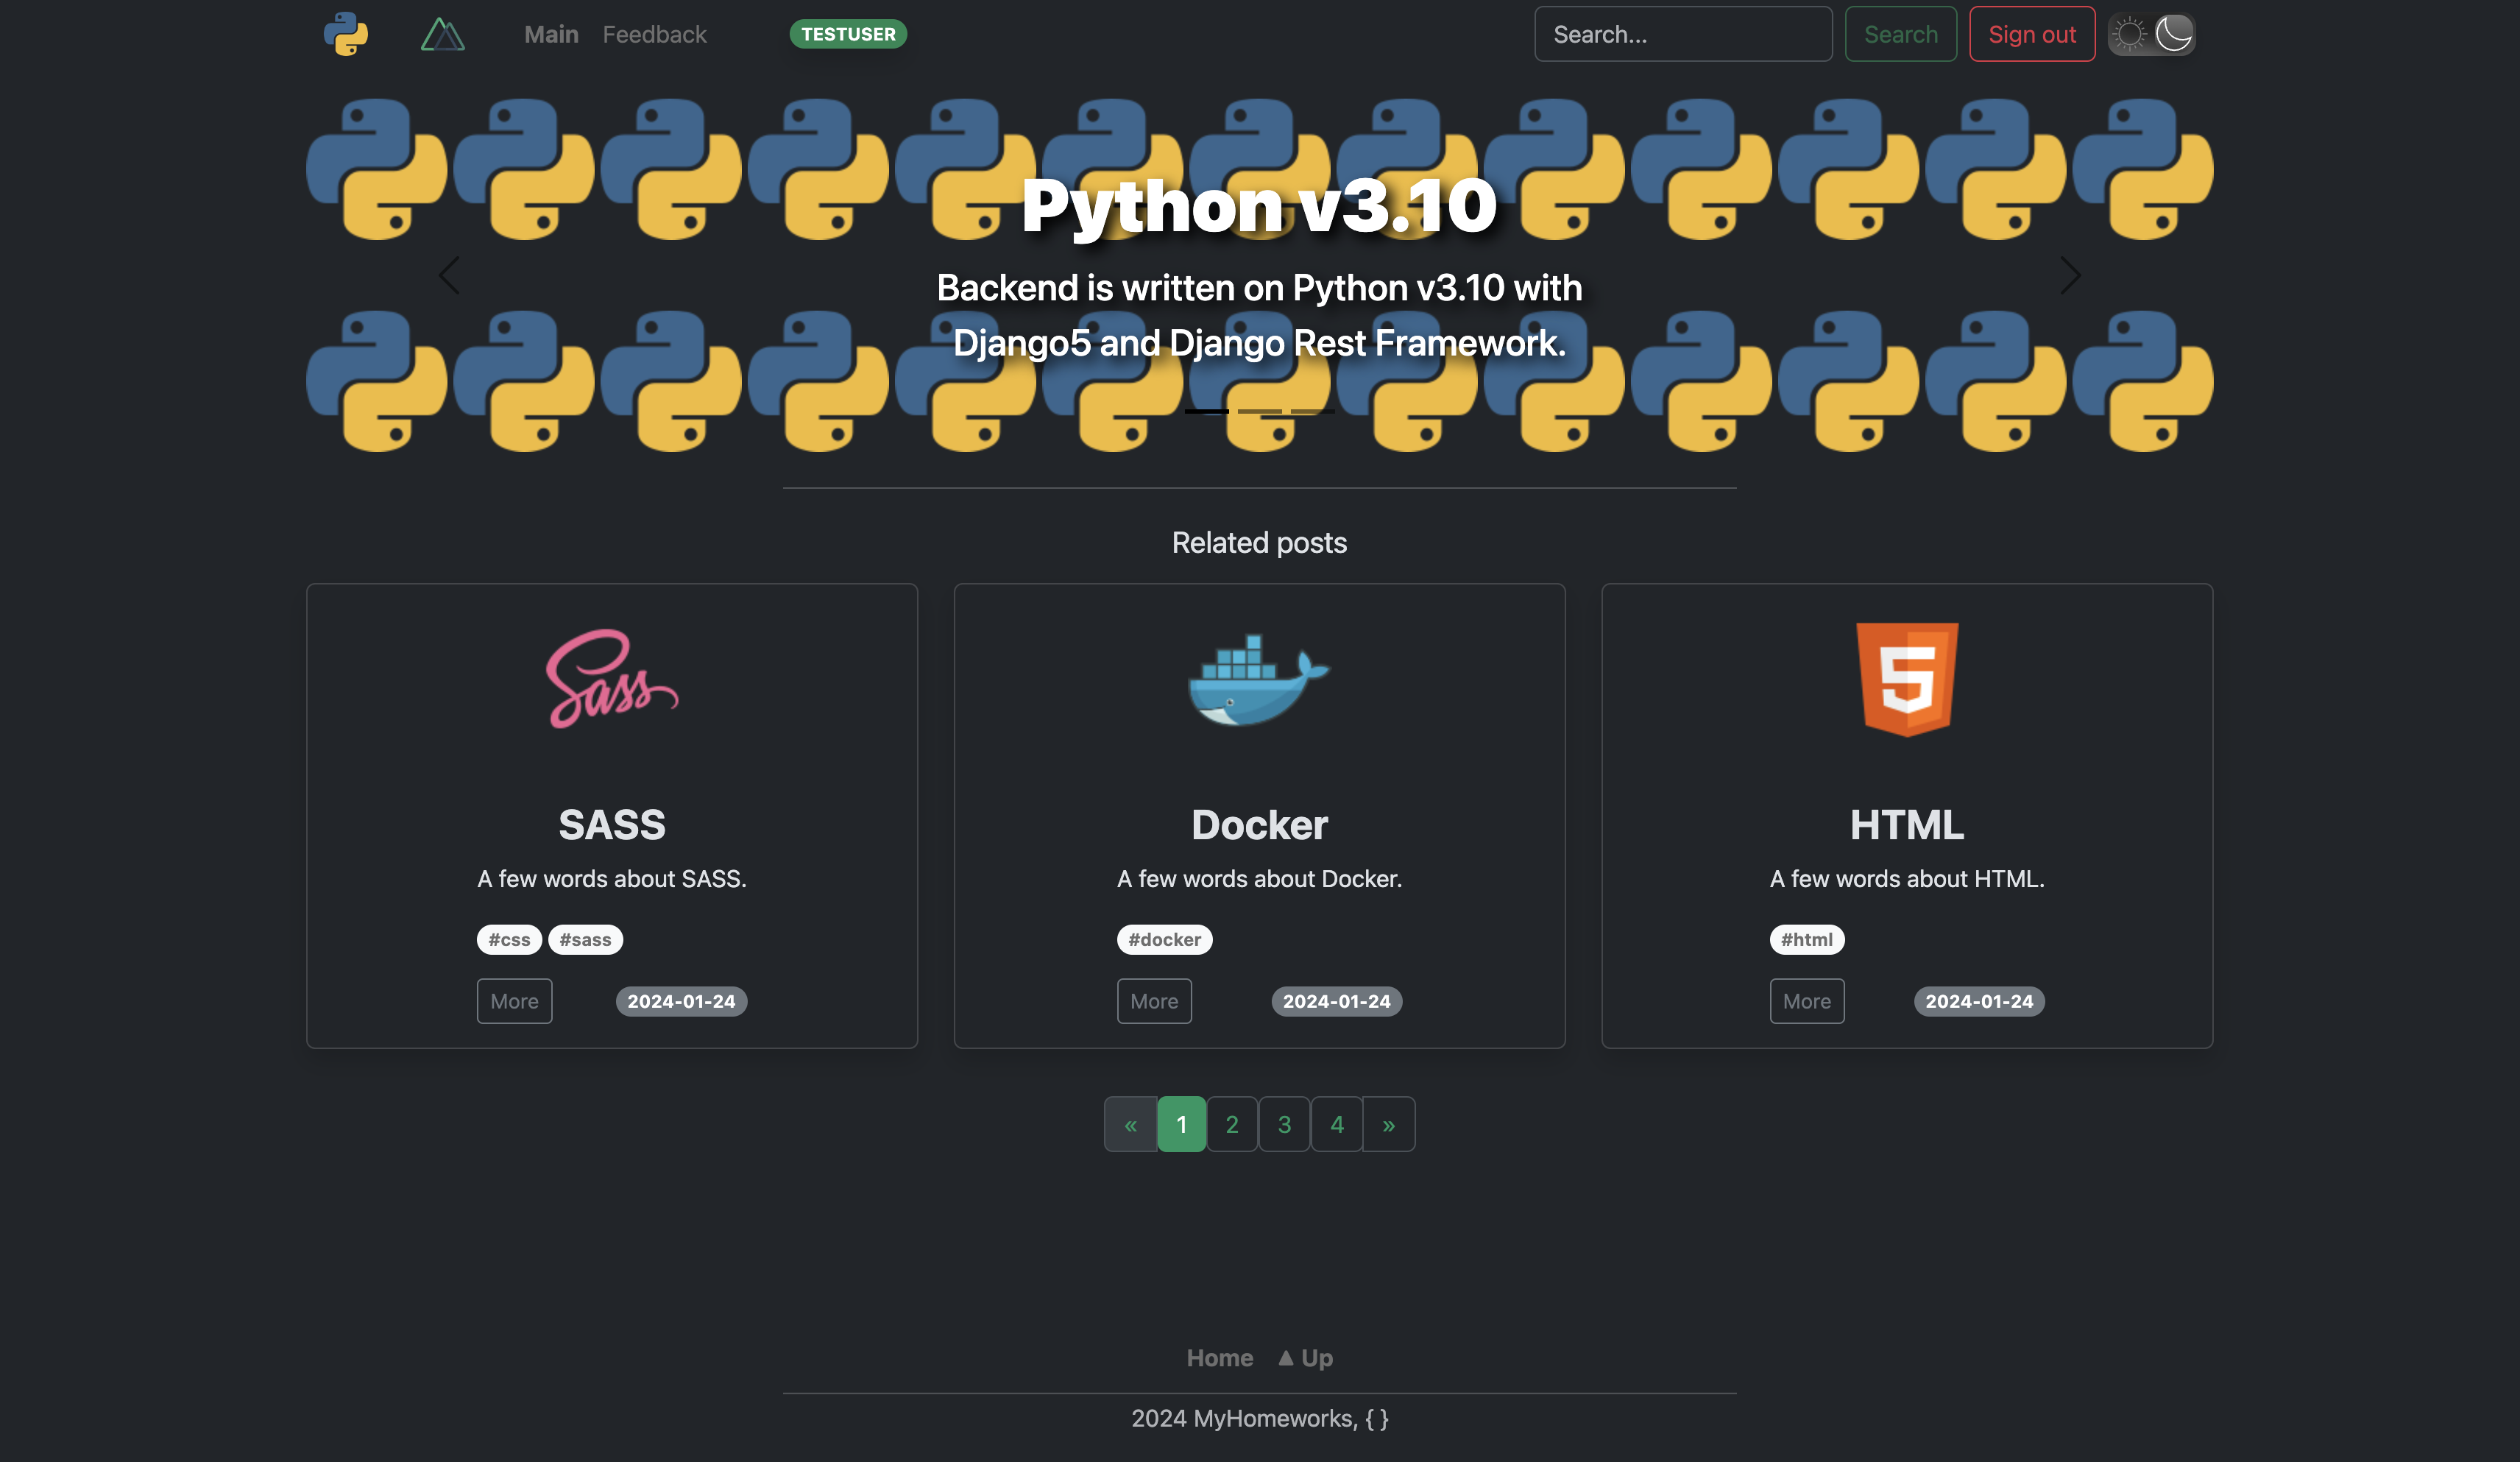 Main Feedback TESTUSER Search... Search Sign out
Python v3.10
Backend is written on Python v3.10 with
Django5 and Django Rest Framework.
Related posts
Sass
5
SASS
A few words about SASS.
#css #sass
More 2024-01-24
Docker
A few words about Docker.
#docker
More 2024-01-24
HTML
A few words about HTML.
#html
More 2024-01-24
« 1 2 3 4 »
Home ▲ Up
2024 MyHomeworks, { }